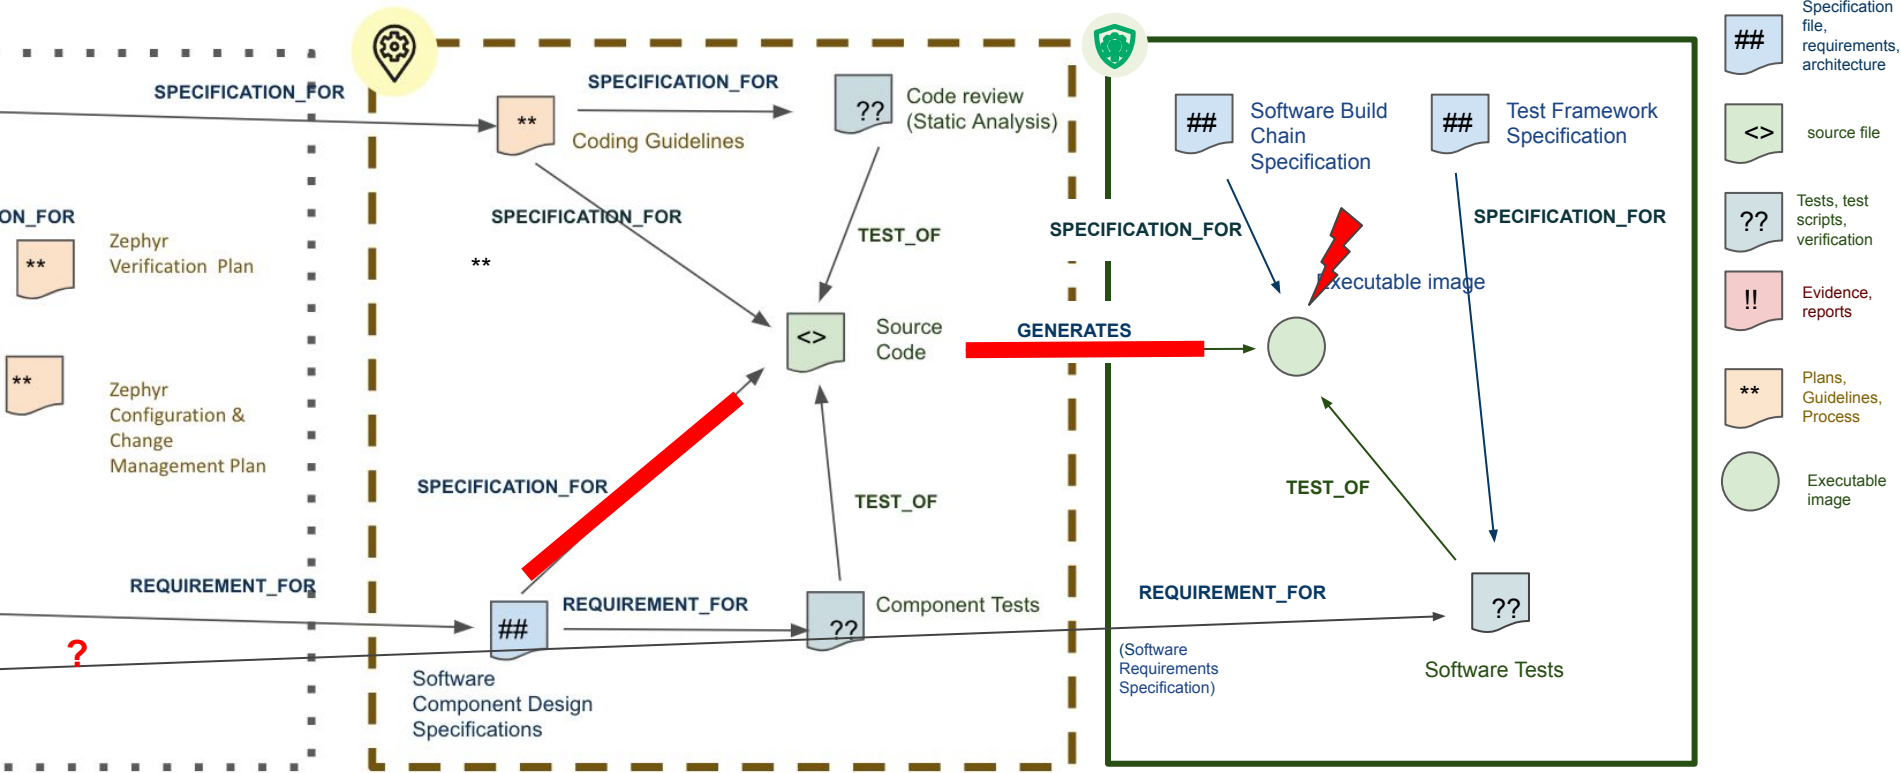 SPECIFICATION_FOR
ON_FOR
**
Zephyr
Verification Plan
**
Zephyr
Configuration &
Change
Management Plan
REQUIREMENT_FOR
?
**
SPECIFICATION_FOR
Coding Guidelines
??
Code review
(Static Analysis)
SPECIFICATION_FOR
**
TEST_OF
<>
Source
Code
SPECIFICATION_FOR
TEST_OF
##
REQUIREMENT_FOR
??
Component Tests
Software
Component Design
Specifications
GENERATES
##
Software Build
Chain
Specification
##
Test Framework
Specification
SPECIFICATION_FOR
SPECIFICATION_FOR
Executable image
TEST_OF
REQUIREMENT_FOR
(Software
Requirements
Specification)
??
Software Tests
##
Specification
file,
requirements,
architecture
<>
source file
??
Tests, test
scripts,
verification
!!
Evidence,
reports
**
Plans,
Guidelines,
Process
Executable
image